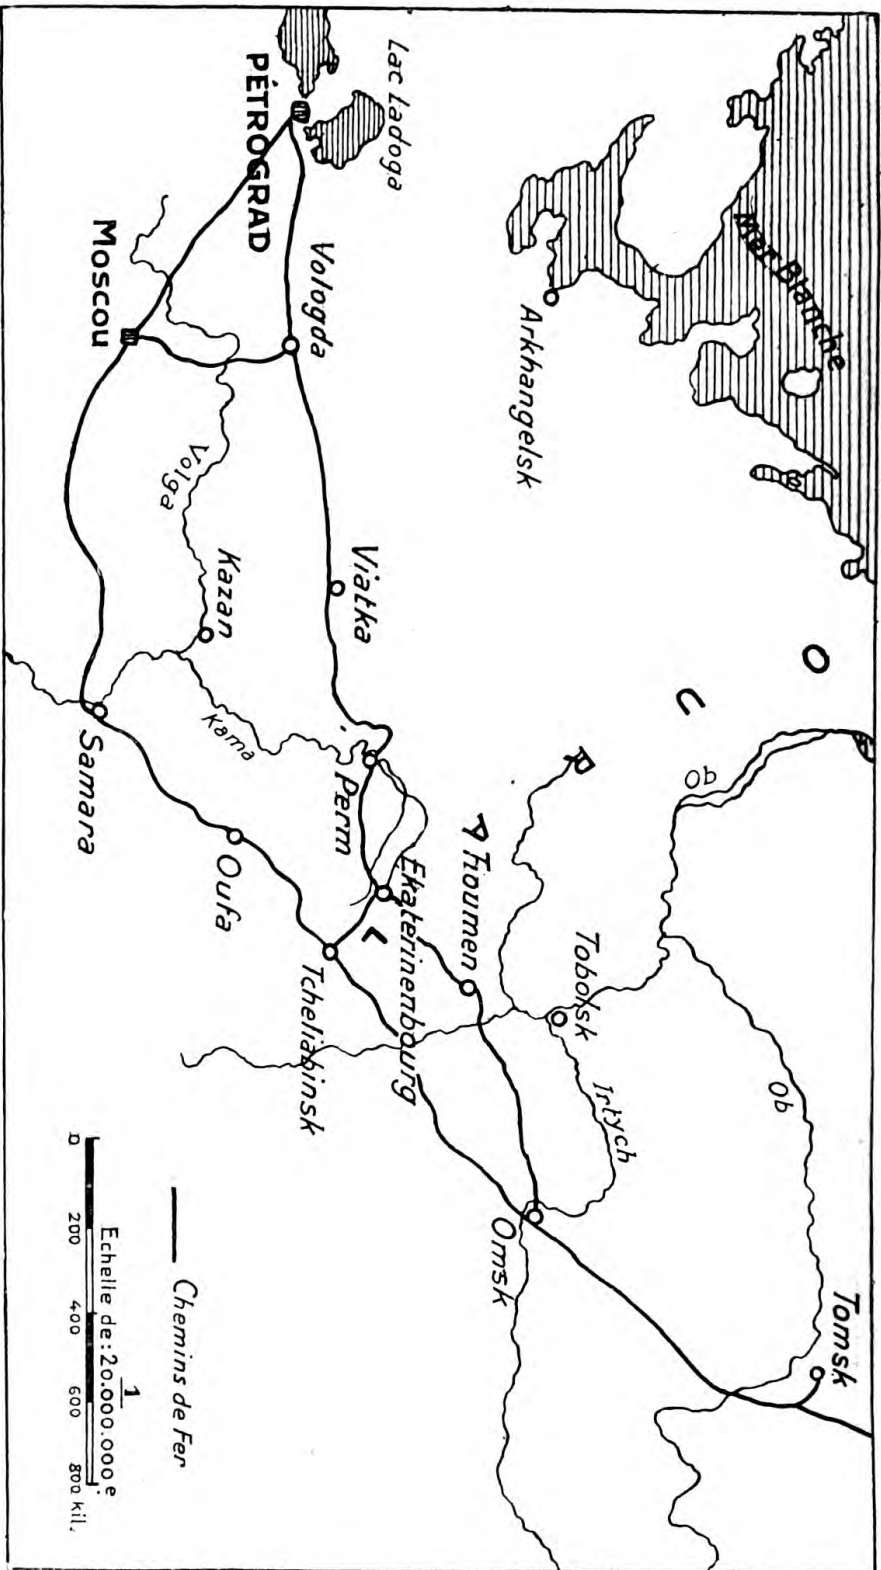 Mer Blanche
Lac Ladoga
PÉTROGRAD
Arkhangelsk
Vologda
Moscou
Volga
Viatka
Kazan
Kama
Perm
Samara
Oufa
OURAL
Ob
Ekaterinenbourg
Tioumen
Tobolsk
Tcheliabinsk
Irtych
Ob
Omsk
Tomsk
Chemins de Fer
Echelle de: 1/20.000.000e.
0 200 400 600 800 kil.